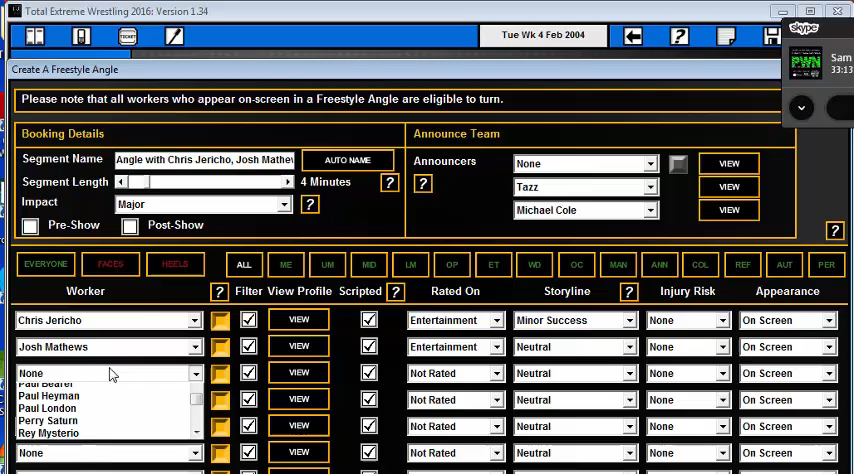 Total Extreme Wrestling 2016: Version 1.34
TICKET
Tue Wk 4 Feb 2004
?
skype
Create A Freestyle Angle
PWN
Sam
33:13
Please note that all workers who appear on-screen in a Freestyle Angle are eligible to turn.
Booking Details
Announce Team
Segment Name Angle with Chris Jericho, Josh Mathew AUTO NAME
Announcers None VIEW
Segment Length 4 Minutes ?
? Tazz VIEW
Impact Major ?
Michael Cole VIEW
Pre-Show Post-Show ?
EVERYONE FACES HEELS ALL ME UM MID LM OP ET WD OC MAN ANN COL REF AUT PER
Worker ? Filter View Profile Scripted ? Rated On Storyline ? Injury Risk Appearance
Chris Jericho VIEW Entertainment Minor Success None On Screen
Josh Mathews VIEW Entertainment Neutral None On Screen
None VIEW Not Rated Neutral None On Screen
Paul Bearer
Paul Heyman VIEW Not Rated Neutral None On Screen
Paul London
Perry Saturn VIEW Not Rated Neutral None On Screen
Rey Mysterio
None VIEW Not Rated Neutral None On Screen